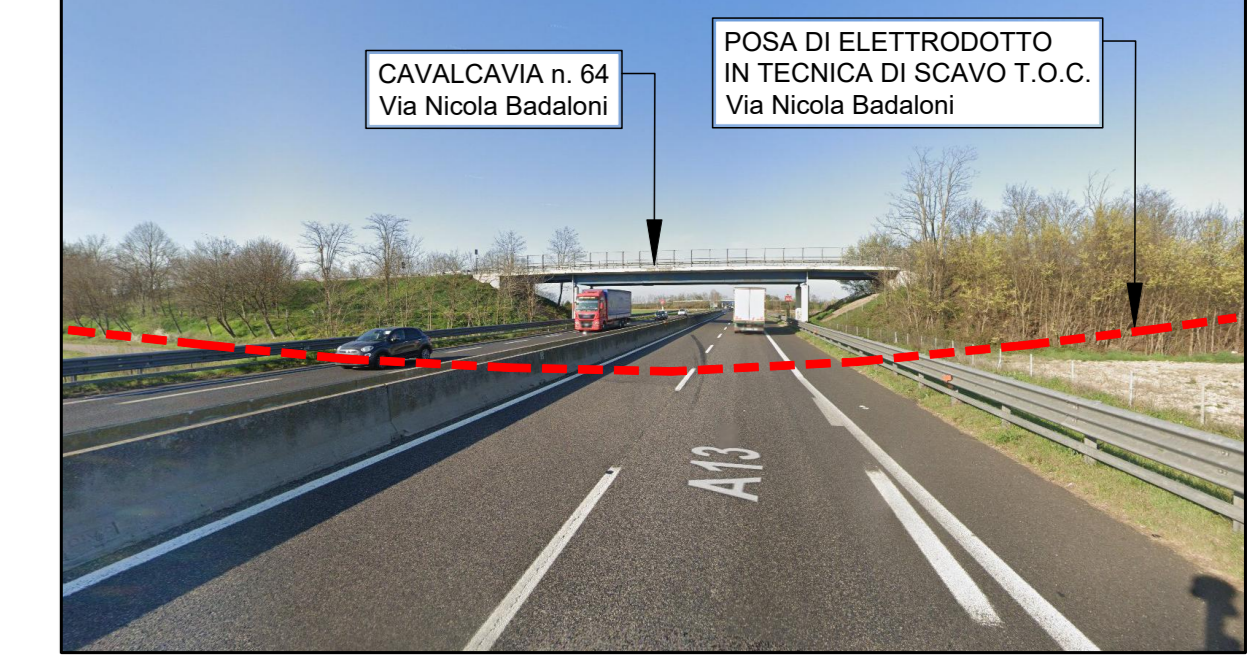 CAVALCAVIA n. 64
Via Nicola Badaloni
POSA DI ELETTRODOTTO
IN TECNICA DI SCAVO T.O.C.
Via Nicola Badaloni
A13